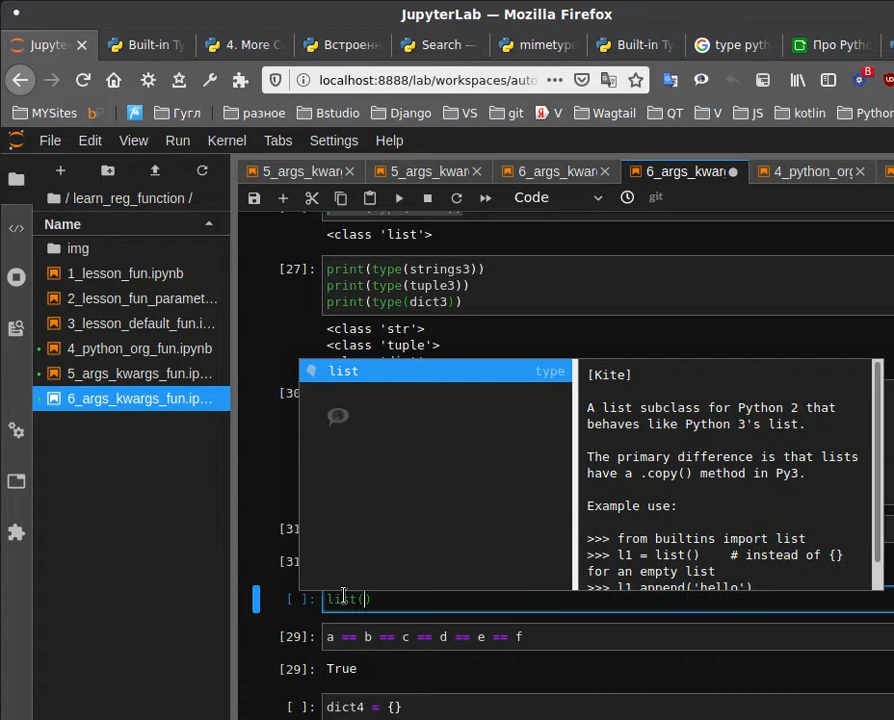 JupyterLab — Mozilla Firefox
Jupyte Built-in Ty 4. More C Встроен Search — mimetype Built-in Ty type pyth Про Pytho
localhost:8888/lab/workspaces/auto
B
MYSites bP Гугл разное Bstudio Django VS git Я V Wagtail QT V JS kotlin Python
File Edit View Run Kernel Tabs Settings Help
5_args_kwar 5_args_kwar 6_args_kwar 6_args_kwar 4_python_org
Code git
/ learn_reg_function /
Name
img
1_lesson_fun.ipynb
2_lesson_fun_paramet...
3_lesson_default_fun.i...
4_python_org_fun.ipynb
5_args_kwargs_fun.ip...
6_args_kwargs_fun.ip...
<class 'list'>
[27]: print(type(strings3))
print(type(tuple3))
print(type(dict3))
<class 'str'>
<class 'tuple'>
list type
[Kite]
A list subclass for Python 2 that
behaves like Python 3's list.
The primary difference is that lists
have a .copy() method in Py3.
Example use:
>>> from builtins import list
>>> l1 = list() # instead of {}
for an empty list
>>> l1.append('hello')
[30
[31
[31
[ ]: list()
[29]: a == b == c == d == e == f
[29]: True
[ ]: dict4 = {}